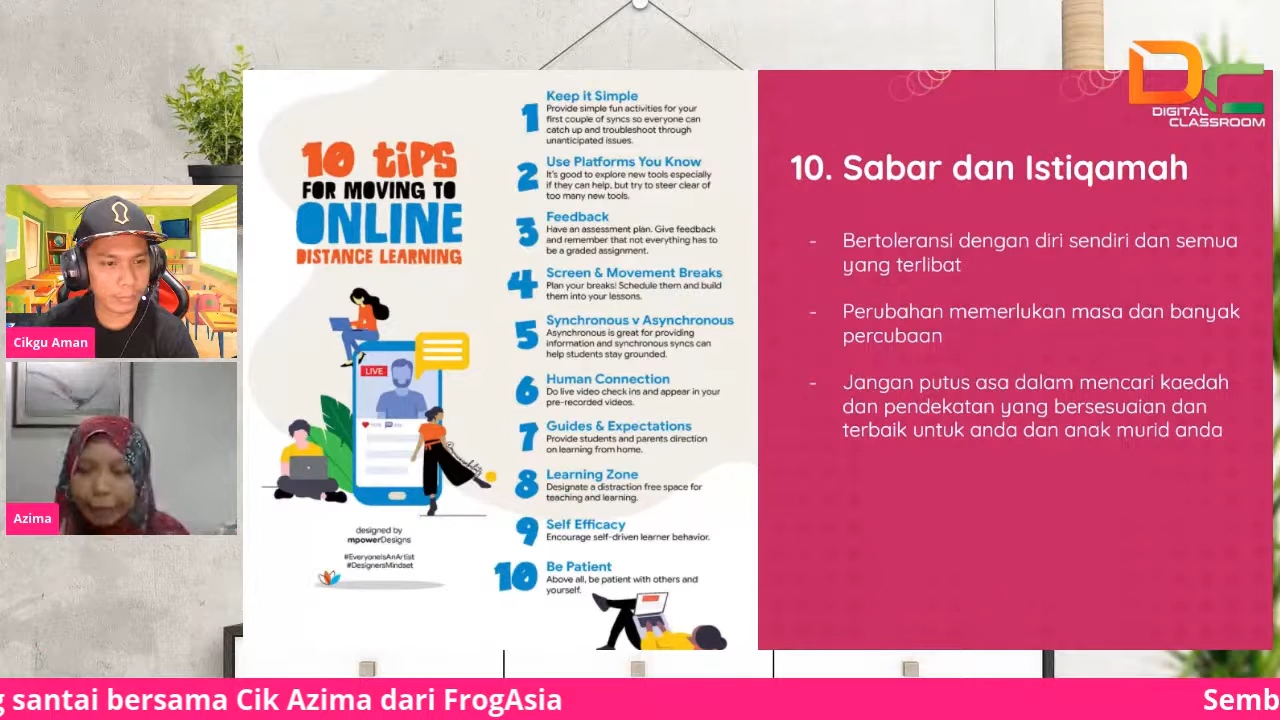 10 TIPS
FOR MOVING TO
ONLINE
DISTANCE LEARNING
LIVE
designed by
mpowerDesigns
#EveryoneIsAnArtist
#DesignersMindset
1 Keep it Simple
Provide simple fun activities for your
first couple of syncs so everyone can
catch up and troubleshoot through
unanticipated issues.
2 Use Platforms You Know
It's good to explore new tools especially
if they can help, but try to steer clear of
too many new tools.
3 Feedback
Have an assessment plan. Give feedback
and remember that not everything has to
be a graded assignment.
4 Screen & Movement Breaks
Plan your breaks! Schedule them and build
them into your lessons.
5 Synchronous v Asynchronous
Asynchronous is great for providing
information and synchronous syncs can
help students stay grounded.
6 Human Connection
Do live video check ins and appear in your
pre-recorded videos.
7 Guides & Expectations
Provide students and parents direction
on learning from home.
8 Learning Zone
Designate a distraction free space for
teaching and learning.
9 Self Efficacy
Encourage self-driven learner behavior.
10 Be Patient
Above all, be patient with others and
yourself.
DC
DIGITAL
CLASSROOM
10. Sabar dan Istiqamah
- Bertoleransi dengan diri sendiri dan semua
yang terlibat
- Perubahan memerlukan masa dan banyak
percubaan
- Jangan putus asa dalam mencari kaedah
dan pendekatan yang bersesuaian dan
terbaik untuk anda dan anak murid anda
Cikgu Aman
Azima
g santai bersama Cik Azima dari FrogAsia
Semb